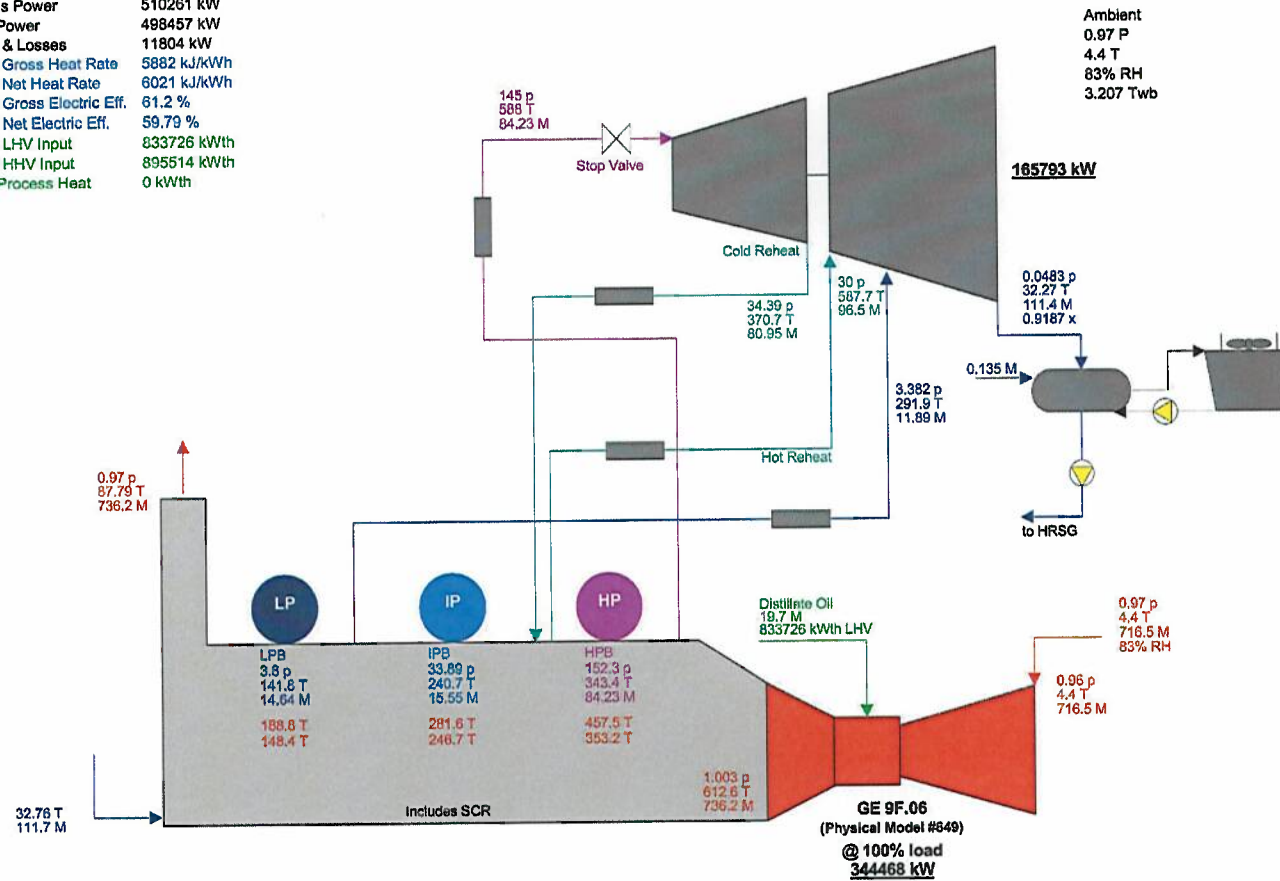 s Power 510261 kW
Power 498457 kW
& Losses 11804 kW
Gross Heat Rate 5882 kJ/kWh
Net Heat Rate 6021 kJ/kWh
Gross Electric Eff. 61.2 %
Net Electric Eff. 59.79 %
LHV Input 833726 kWth
HHV Input 895514 kWth
Process Heat 0 kWth
Ambient
0.97 P
4.4 T
83% RH
3.207 Twb
145 p
588 T
84.23 M
Stop Valve
165793 kW
Cold Reheat
34.39 p
370.7 T
80.95 M
30 p
587.7 T
96.5 M
0.0483 p
32.27 T
111.4 M
0.9187 x
0.135 M
3.382 p
291.9 T
11.89 M
Hot Reheat
to HRSG
0.97 p
87.79 T
736.2 M
LP
IP
HP
LPB
3.8 p
141.8 T
14.64 M
188.8 T
148.4 T
IPB
33.89 p
240.7 T
15.55 M
281.6 T
246.7 T
HPB
152.3 p
343.4 T
84.23 M
457.5 T
353.2 T
Distillate Oil
19.7 M
833726 kWth LHV
0.97 p
4.4 T
716.5 M
83% RH
0.96 p
4.4 T
716.5 M
1.003 p
612.6 T
736.2 M
32.76 T
111.7 M
Includes SCR
GE 9F.06
(Physical Model #649)
@ 100% load
344468 kW